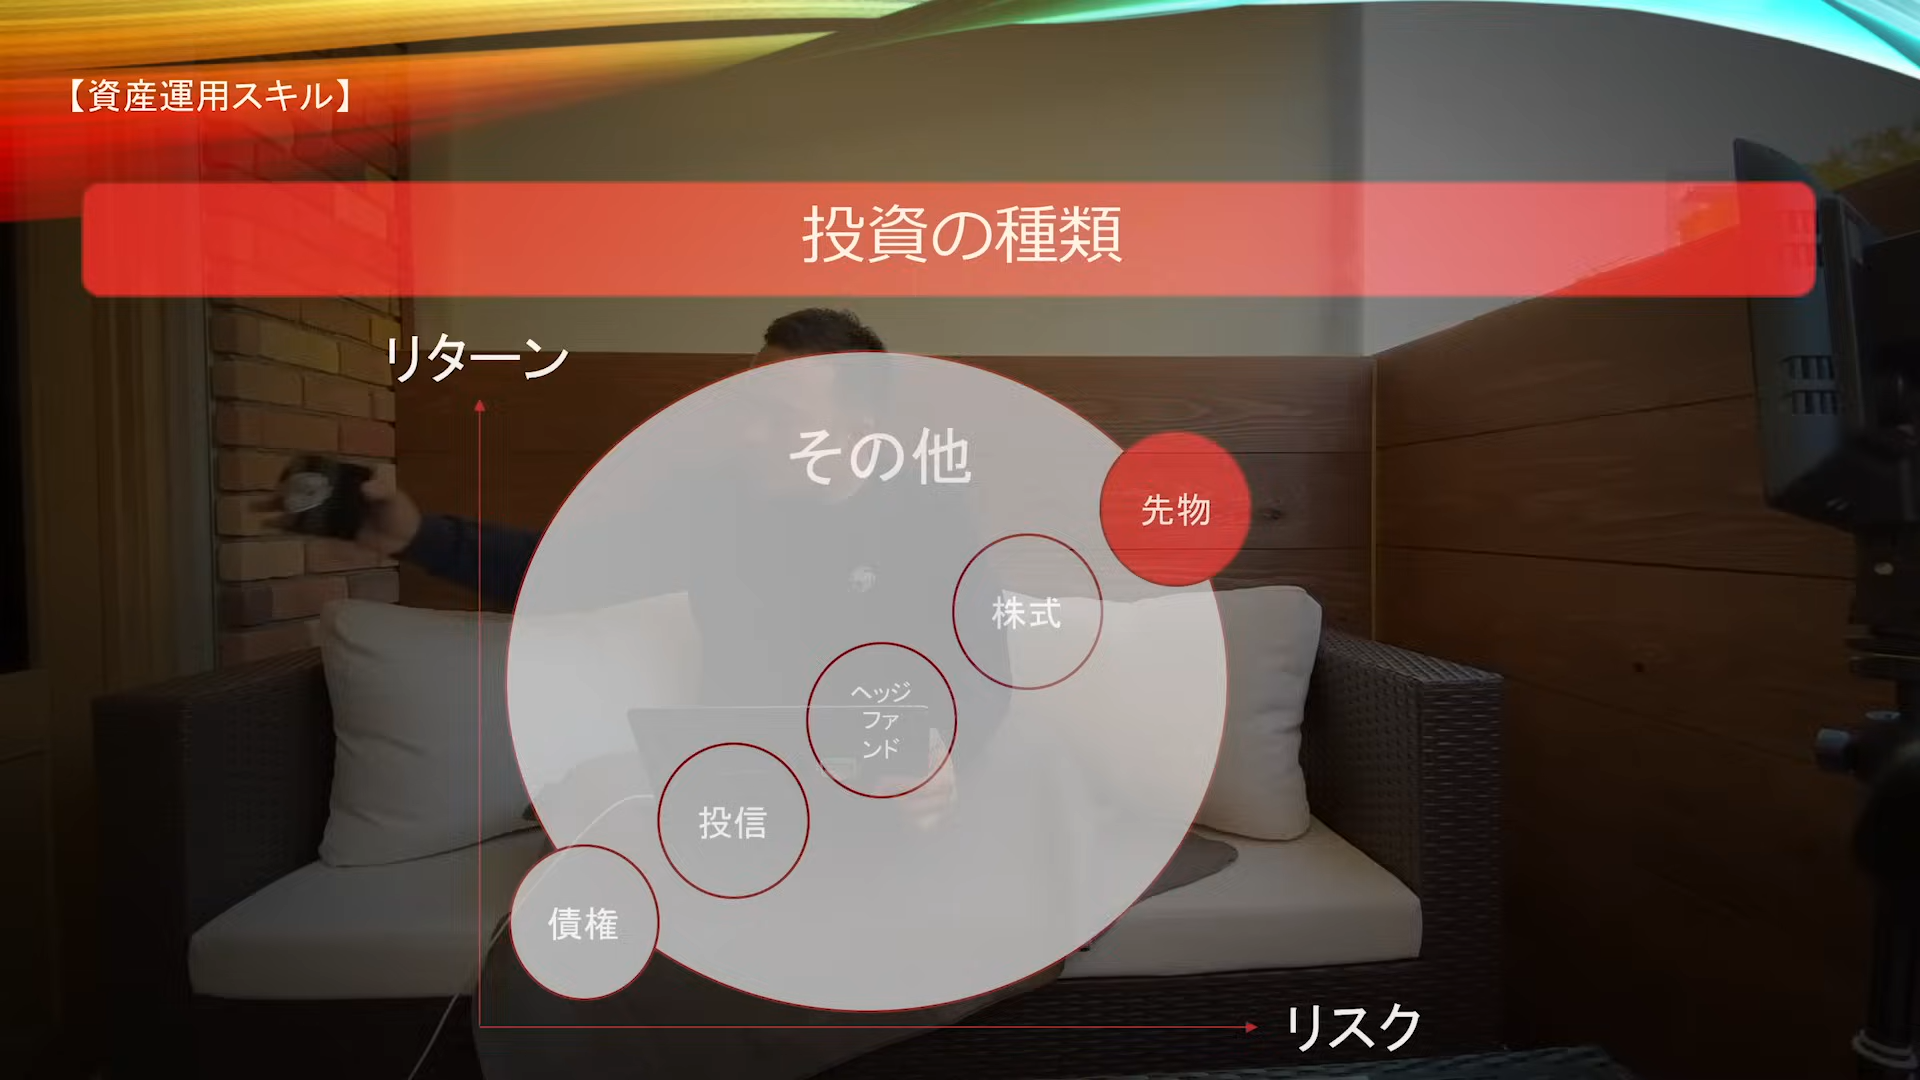 【資産運用スキル】
投資の種類
リターン
その他
先物
株式
ヘッジ
ファ
ンド
投信
債権
リスク